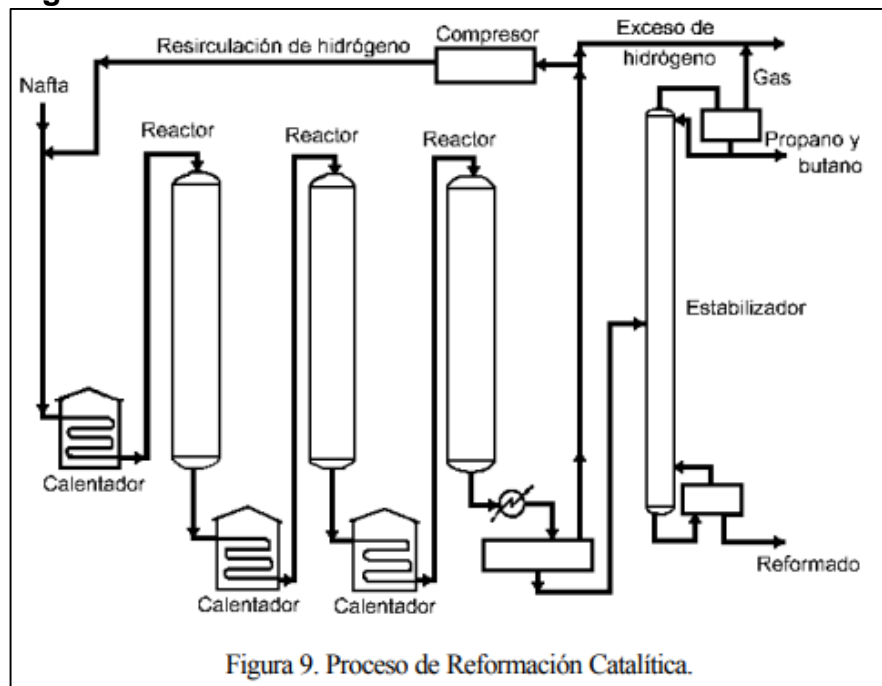 Resirculación de hidrógeno
Compresor
Exceso de
hidrógeno
Gas
Nafta
Reactor
Reactor
Reactor
Propano y
butano
Estabilizador
Calentador
Calentador
Calentador
Reformado
Figura 9. Proceso de Reformación Catalítica.